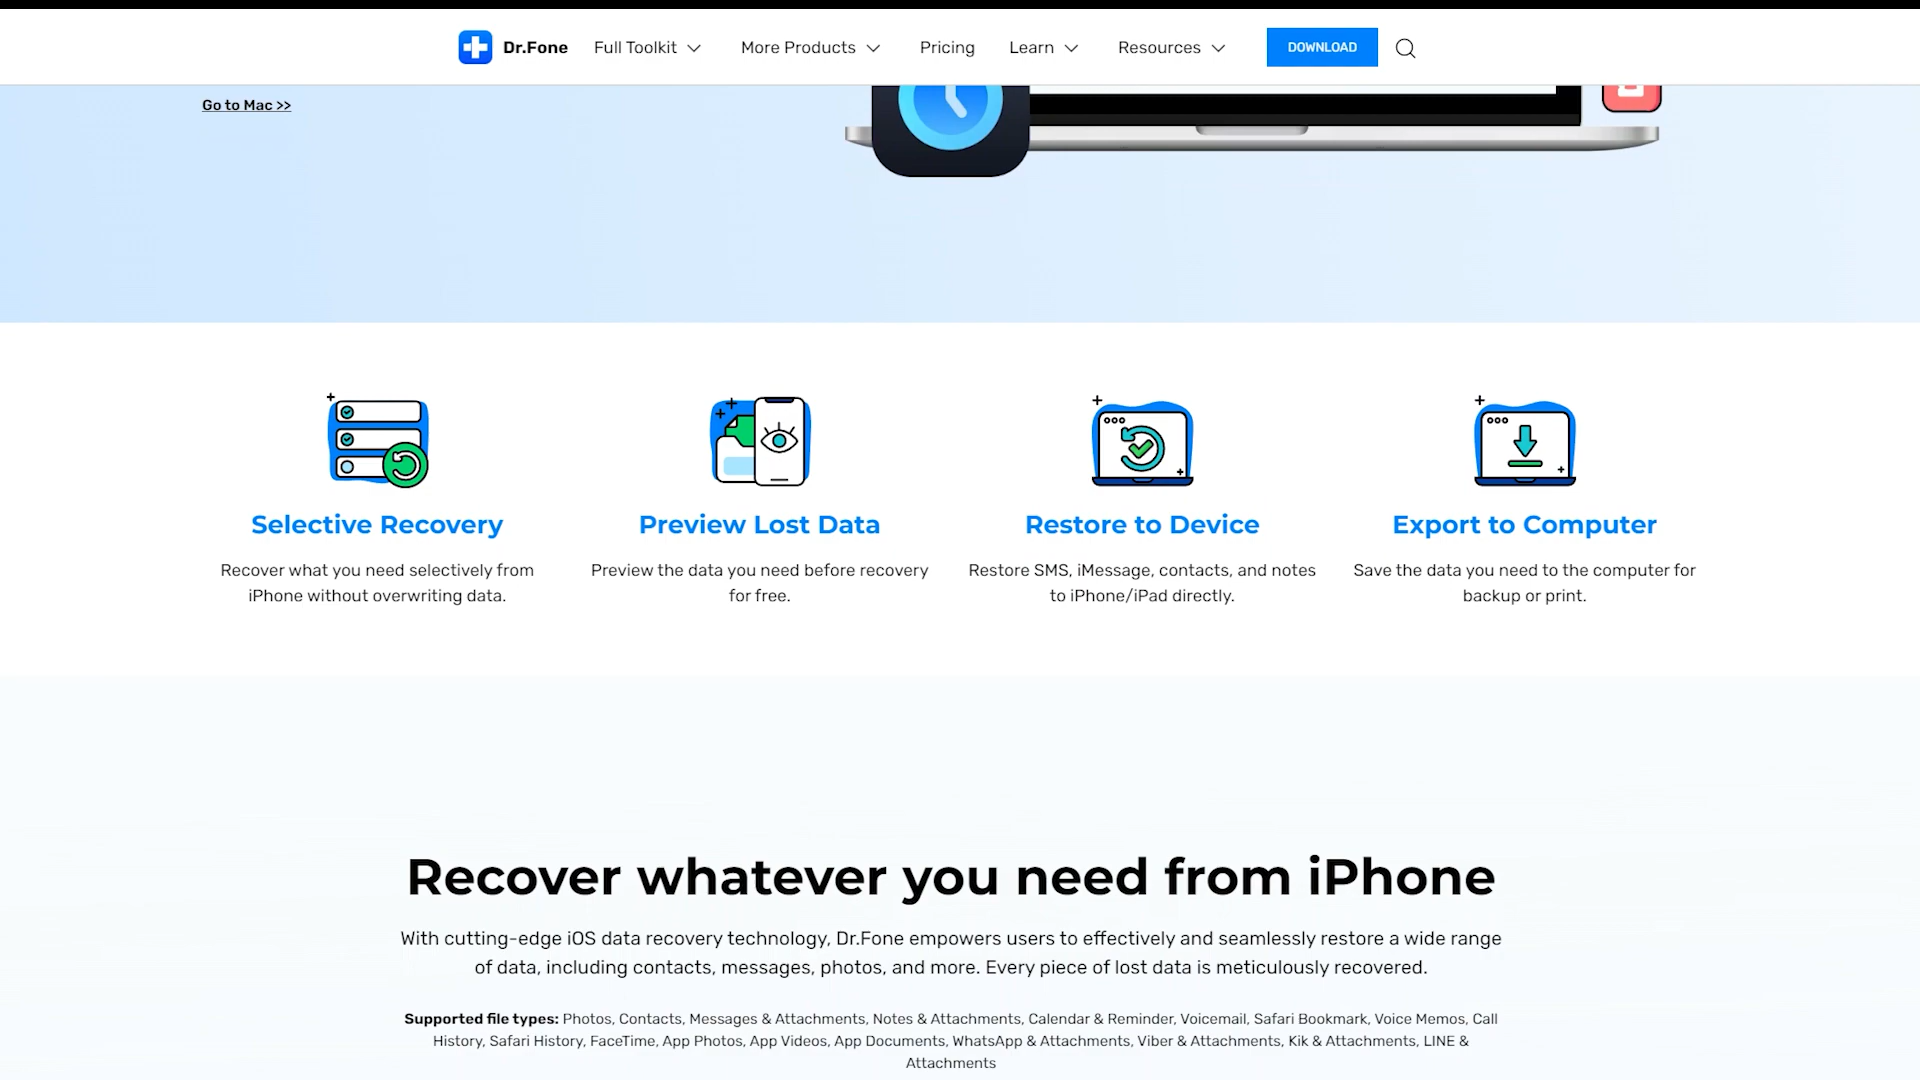 Dr.Fone Full Toolkit More Products Pricing Learn Resources DOWNLOAD
Go to Mac >>
Selective Recovery
Recover what you need selectively from
iPhone without overwriting data.
Preview Lost Data
Preview the data you need before recovery
for free.
Restore to Device
Restore SMS, iMessage, contacts, and notes
to iPhone/iPad directly.
Export to Computer
Save the data you need to the computer for
backup or print.
Recover whatever you need from iPhone
With cutting-edge iOS data recovery technology, Dr.Fone empowers users to effectively and seamlessly restore a wide range
of data, including contacts, messages, photos, and more. Every piece of lost data is meticulously recovered.
Supported file types: Photos, Contacts, Messages & Attachments, Notes & Attachments, Calendar & Reminder, Voicemail, Safari Bookmark, Voice Memos, Call
History, Safari History, FaceTime, App Photos, App Videos, App Documents, WhatsApp & Attachments, Viber & Attachments, Kik & Attachments, LINE &
Attachments